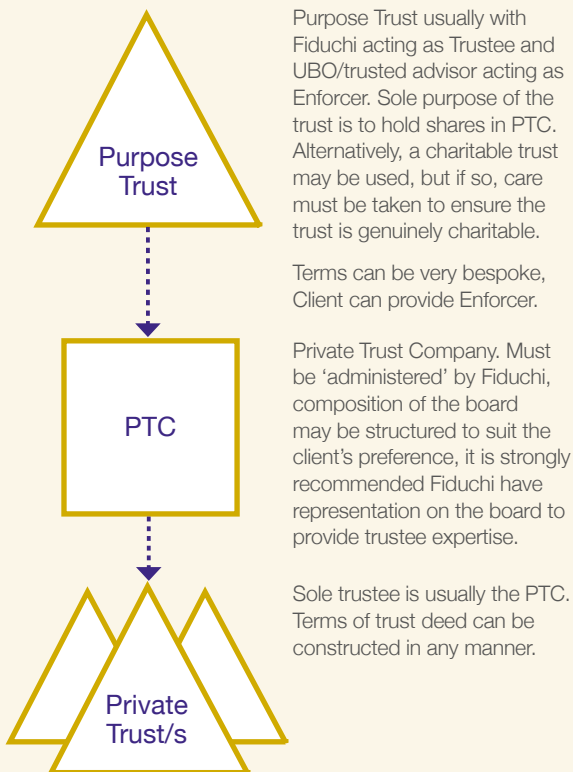 Purpose
Trust
Purpose Trust usually with
Fiduchi acting as Trustee and
UBO/trusted advisor acting as
Enforcer. Sole purpose of the
trust is to hold shares in PTC.
Alternatively, a charitable trust
may be used, but if so, care
must be taken to ensure the
trust is genuinely charitable.
Terms can be very bespoke,
Client can provide Enforcer.
PTC
Private Trust Company. Must
be ‘administered’ by Fiduchi,
composition of the board
may be structured to suit the
client’s preference, it is strongly
recommended Fiduchi have
representation on the board to
provide trustee expertise.
Private
Trust/s
Sole trustee is usually the PTC.
Terms of trust deed can be
constructed in any manner.